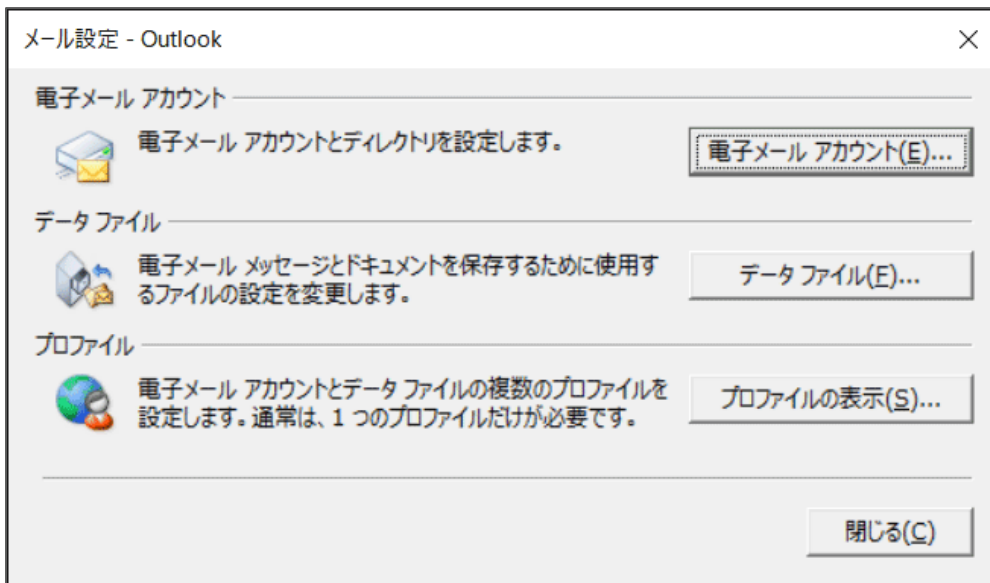 メール設定 - Outlook
電子メール アカウント
電子メール アカウントとディレクトリを設定します。
電子メール アカウント(E)...
データ ファイル
電子メール メッセージとドキュメントを保存するために使用す
るファイルの設定を変更します。
データ ファイル(F)...
プロファイル
電子メール アカウントとデータ ファイルの複数のプロファイルを
設定します。通常は、1 つのプロファイルだけが必要です。
プロファイルの表示(S)...
閉じる(C)